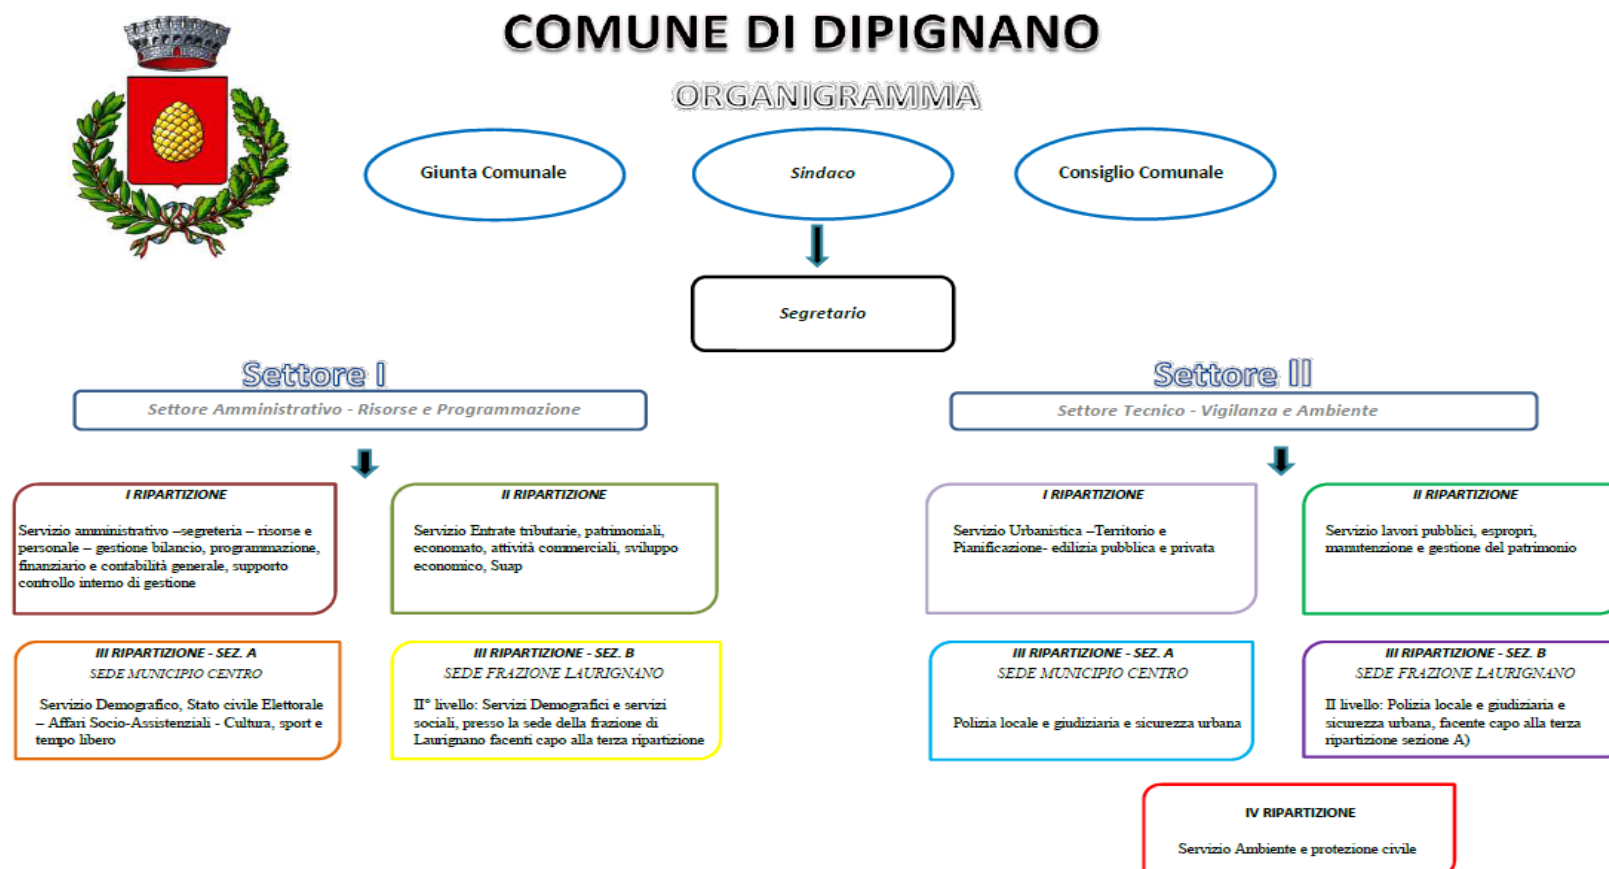 COMUNE DI DIPIGNANO
ORGANIGRAMMA
Giunta Comunale
Sindaco
Consiglio Comunale
Segretario
Settore I
Settore Amministrativo - Risorse e Programmazione
I RIPARTIZIONE
Servizio amministrativo –segreteria – risorse e
personale – gestione bilancio, programmazione,
finanziario e contabilità generale, supporto
controllo interno di gestione
II RIPARTIZIONE
Servizio Entrate tributarie, patrimoniali,
economato, attività commerciali, sviluppo
economico, Suap
III RIPARTIZIONE - SEZ. A
SEDE MUNICIPIO CENTRO
Servizio Demografico, Stato civile Elettorale
– Affari Socio-Assistenziali - Cultura, sport e
tempo libero
III RIPARTIZIONE - SEZ. B
SEDE FRAZIONE LAURIGNANO
II° livello: Servizi Demografici e servizi
sociali, presso la sede della frazione di
Laurignano facenti capo alla terza ripartizione
Settore II
Settore Tecnico - Vigilanza e Ambiente
I RIPARTIZIONE
Servizio Urbanistica –Territorio e
Pianificazione- edilizia pubblica e privata
II RIPARTIZIONE
Servizio lavori pubblici, espropri,
manutenzione e gestione del patrimonio
III RIPARTIZIONE - SEZ. A
SEDE MUNICIPIO CENTRO
Polizia locale e giudiziaria e sicurezza urbana
III RIPARTIZIONE - SEZ. B
SEDE FRAZIONE LAURIGNANO
II livello: Polizia locale e giudiziaria e
sicurezza urbana, facente capo alla terza
ripartizione sezione A)
IV RIPARTIZIONE
Servizio Ambiente e protezione civile